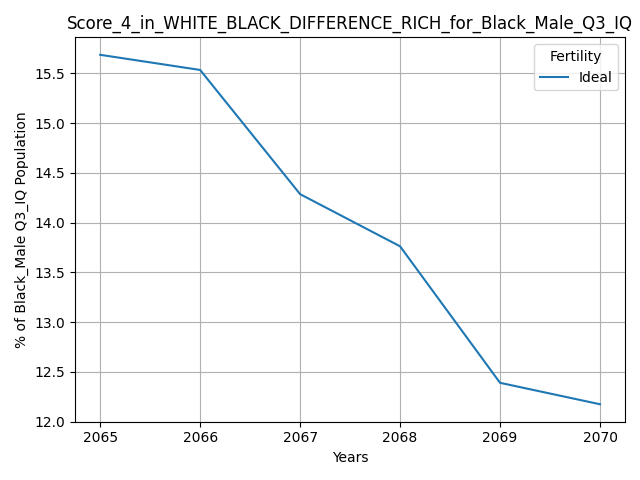 Score_4_in_WHITE_BLACK_DIFFERENCE_RICH_for_Black_Male_Q3_IQ
Fertility
Ideal
% of Black_Male Q3_IQ Population
15.5
15.0
14.5
14.0
13.5
13.0
12.5
12.0
2065 2066 2067 2068 2069 2070
Years